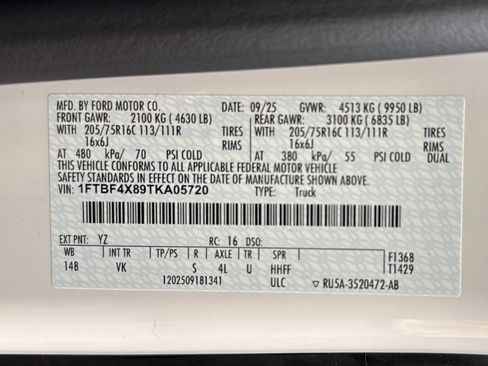 MFD. BY FORD MOTOR CO. 09/25 GVWR: 4513 KG ( 9950 LB)
FRONT GAWR: 2100 KG ( 4630 LB) REAR GAWR: 3100 KG ( 6835 LB)
WITH 205/75R16C 113/111R TIRES WITH 205/75R16C 113/111R TIRES
16x6J RIMS 16x6J RIMS
AT 480 kPa/ 70 PSI COLD AT 380 kPa/ 55 PSI COLD DUAL
THIS VEHICLE CONFORMS TO ALL APPLICABLE FEDERAL MOTOR VEHICLE
SAFETY STANDARDS IN EFFECT ON THE DATE OF MANUFACTURE SHOWN ABOVE.
VIN: 1FTBF4X89TKA05720 TYPE: Truck
EXT PNT: YZ RC: 16 DSO:
WB INT TR TP/PS R AXLE TR SPR F1368
148 VK S 4L U HHFF T1429
1202509181341 ULC ▽ RU5A-3520472-AB